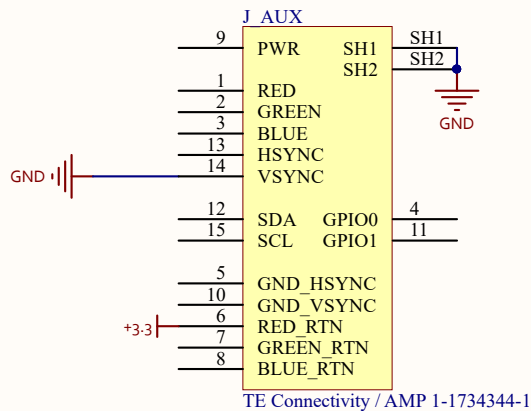 J_AUX
9 PWR SH1 SH1
SH2 SH2
1 RED
2 GREEN
3 BLUE
13 HSYNC
GND 14 VSYNC
GND
12 SDA GPIO0 4
15 SCL GPIO1 11
5 GND_HSYNC
10 GND_VSYNC
+3.3 6 RED_RTN
7 GREEN_RTN
8 BLUE_RTN
TE Connectivity / AMP 1-1734344-1